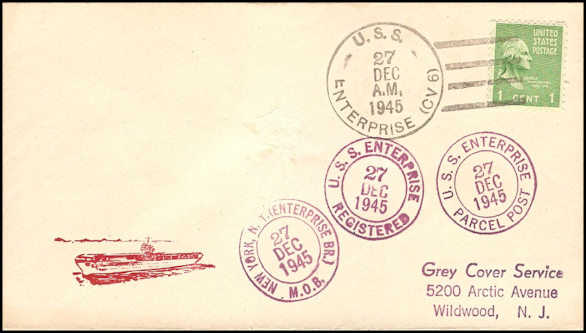 U. S. S.
27
DEC
A.M.
1945
ENTERPRISE (CV 6)
UNITED
STATES
POSTAGE
1 CENT 1
U. S. S. ENTERPRISE
27
DEC
1945
REGISTERED
U. S. S. ENTERPRISE
27
DEC
1945
PARCEL POST
NEW YORK, N. Y. (ENTERPRISE BR.)
27
DEC
1945
M.O.B.
Grey Cover Service
5200 Arctic Avenue
Wildwood, N. J.